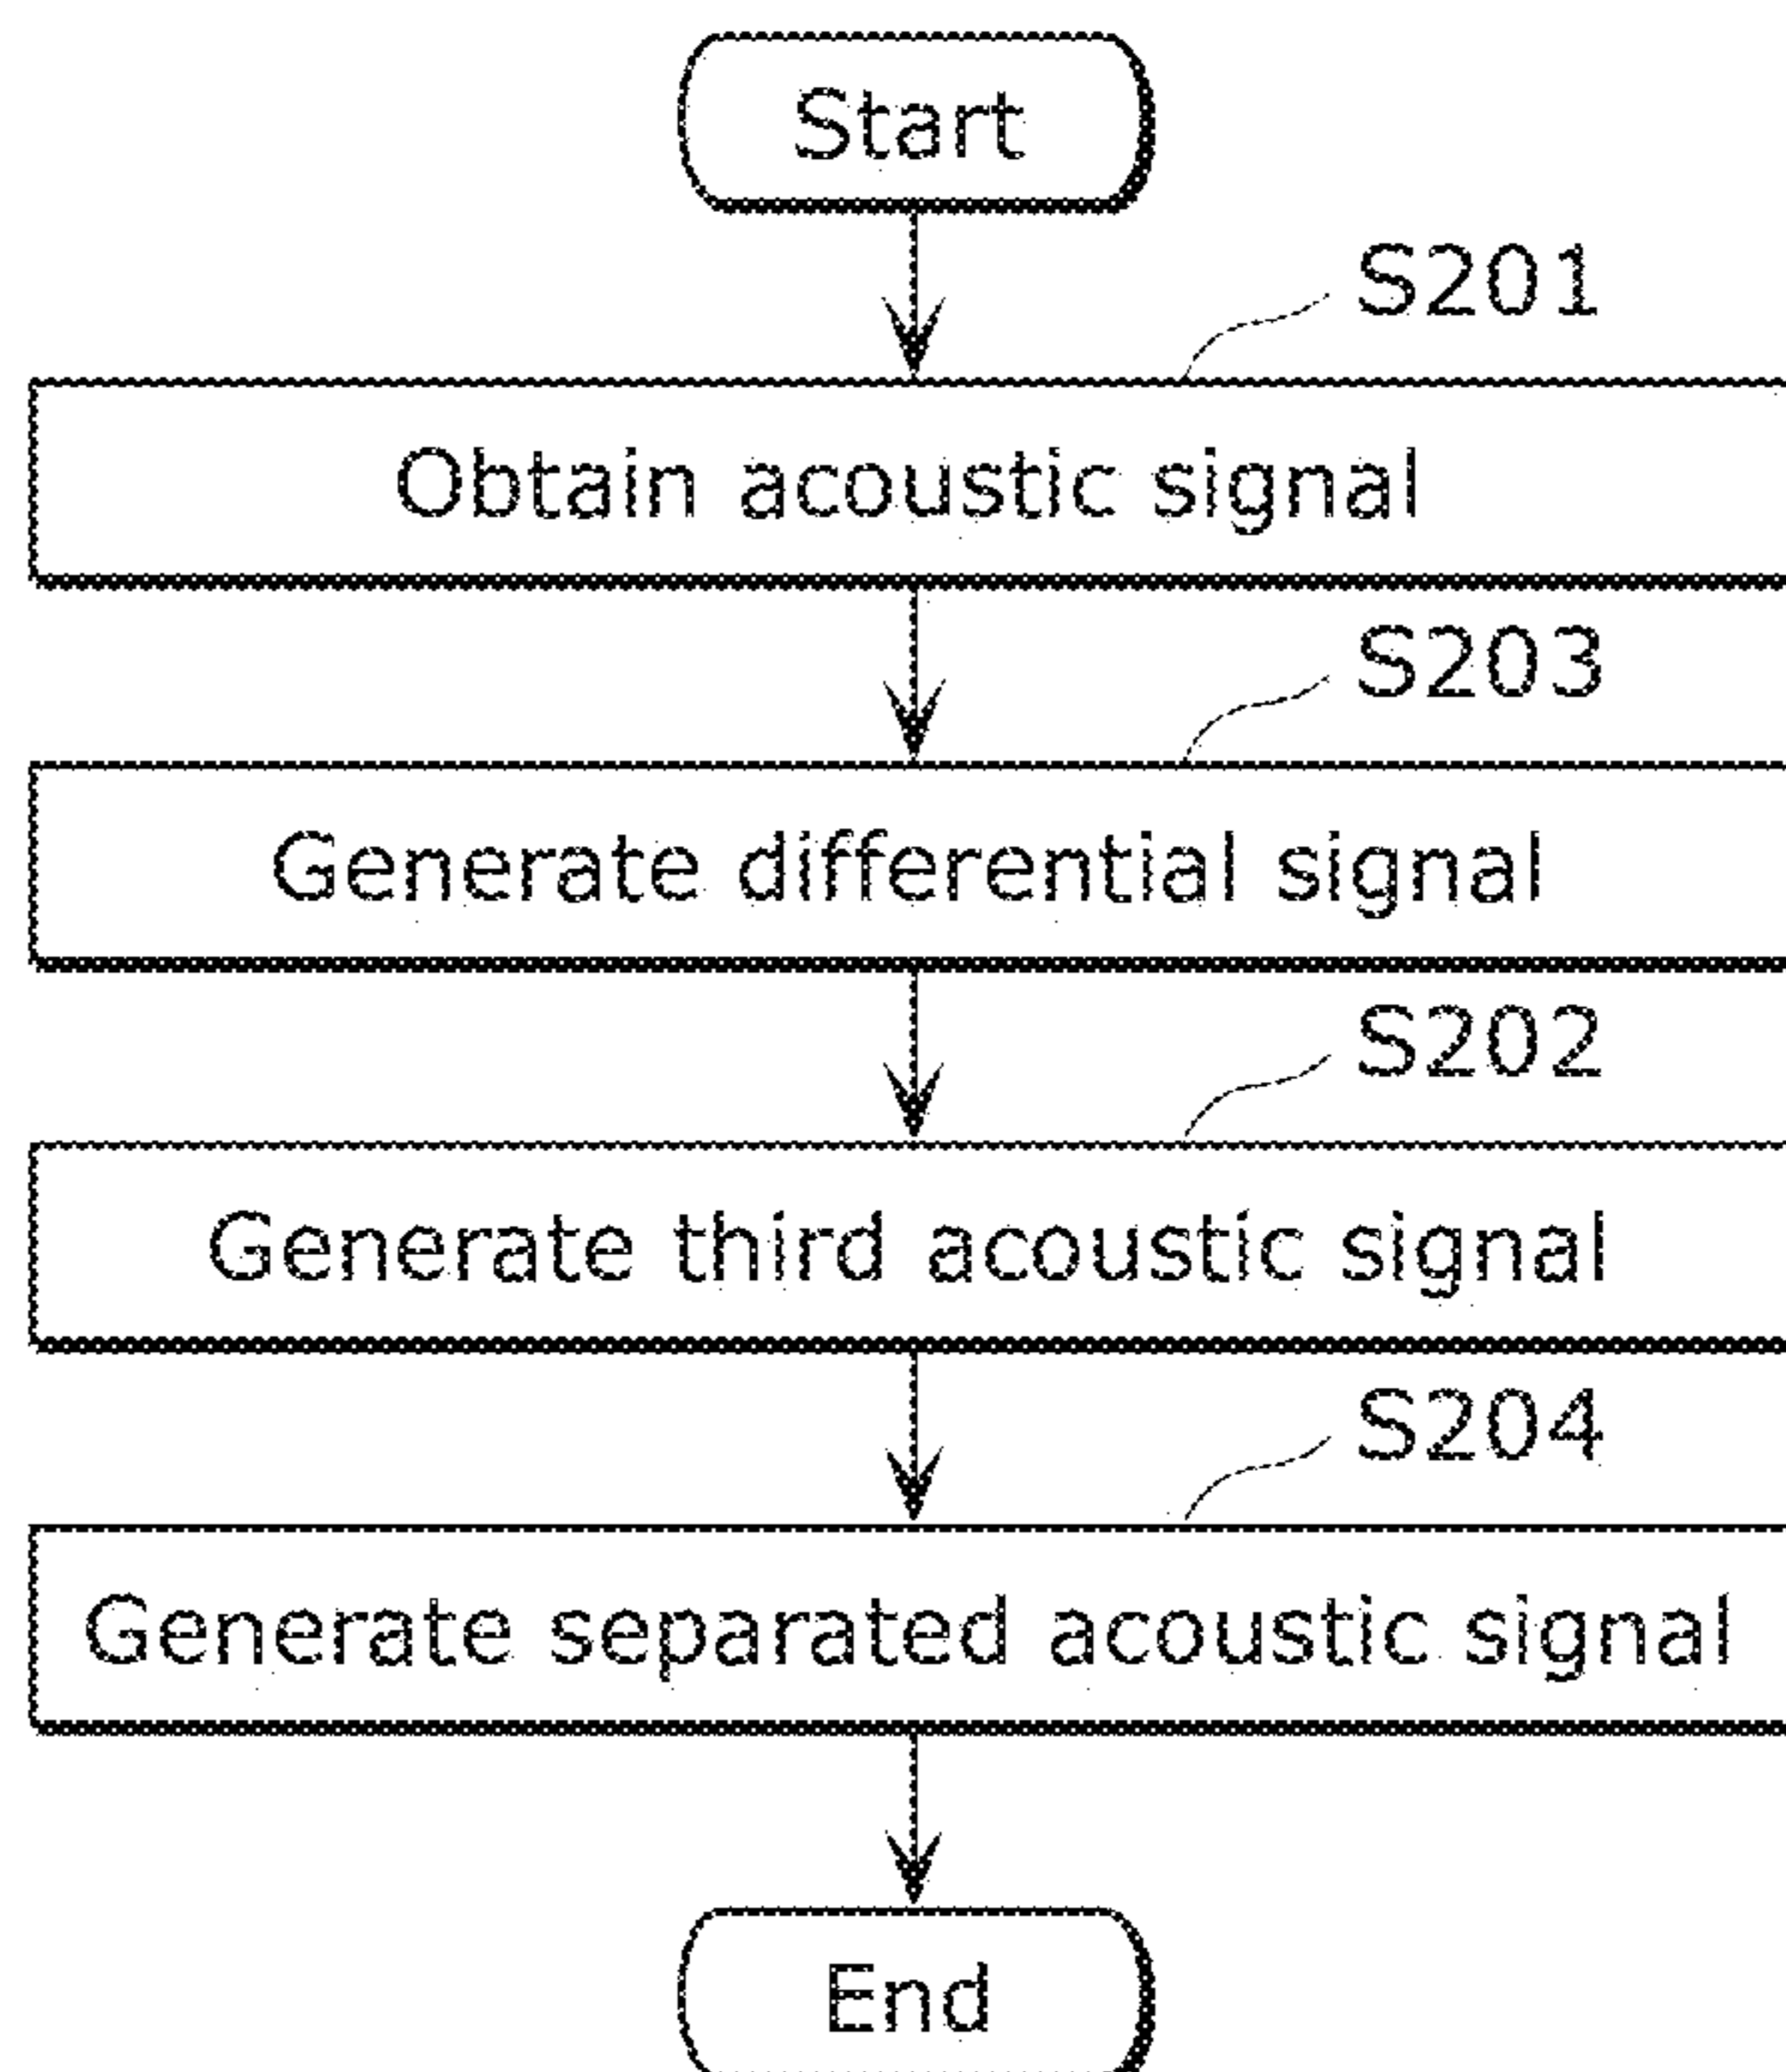 Start
S201
Obtain acoustic signal
S203
Generate differential signal
S202
Generate third acoustic signal
S204
Generate separated acoustic signal
End